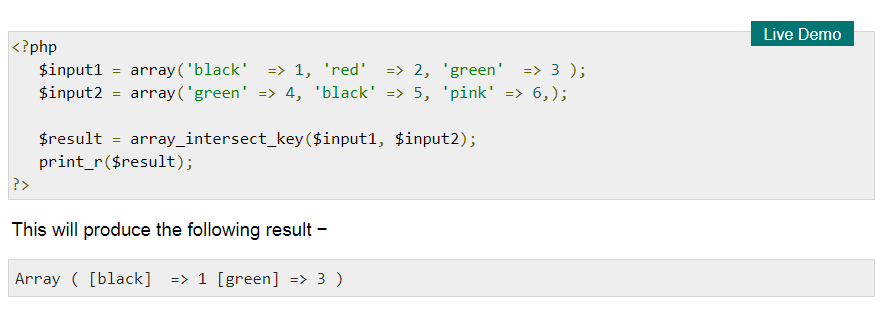 Live Demo
<?php
$input1 = array('black'  => 1, 'red'  => 2, 'green'  => 3 );
$input2 = array('green' => 4, 'black' => 5, 'pink' => 6,);
$result = array_intersect_key($input1, $input2);
print_r($result);
?>
This will produce the following result −
Array ( [black]  => 1 [green] => 3 )